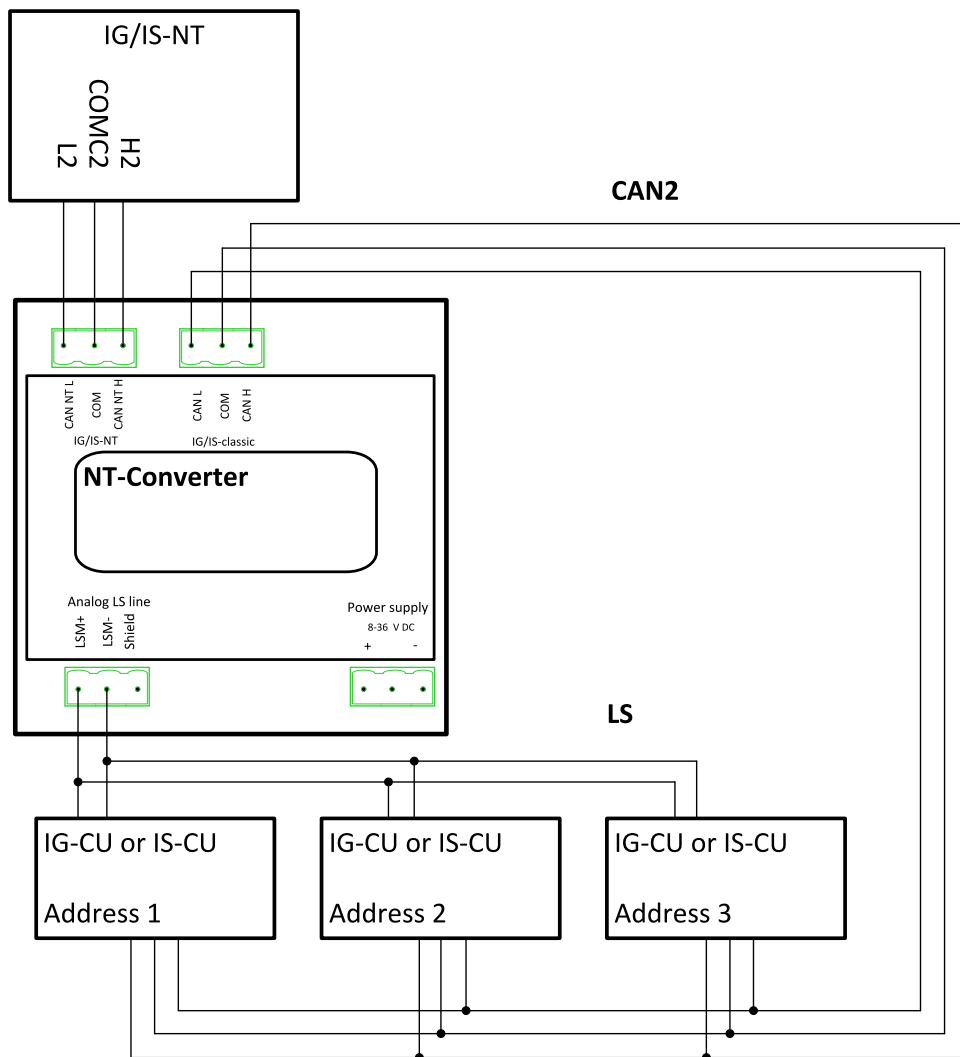 IG/IS-NT
L2
COMC2
H2
CAN2
CAN NT L
COM
CAN NT H
CAN L
COM
CAN H
IG/IS-NT
IG/IS-classic
NT-Converter
Analog LS line
LSM+
LSM-
Shield
Power supply
8-36 V DC
+ -
LS
IG-CU or IS-CU
Address 1
IG-CU or IS-CU
Address 2
IG-CU or IS-CU
Address 3